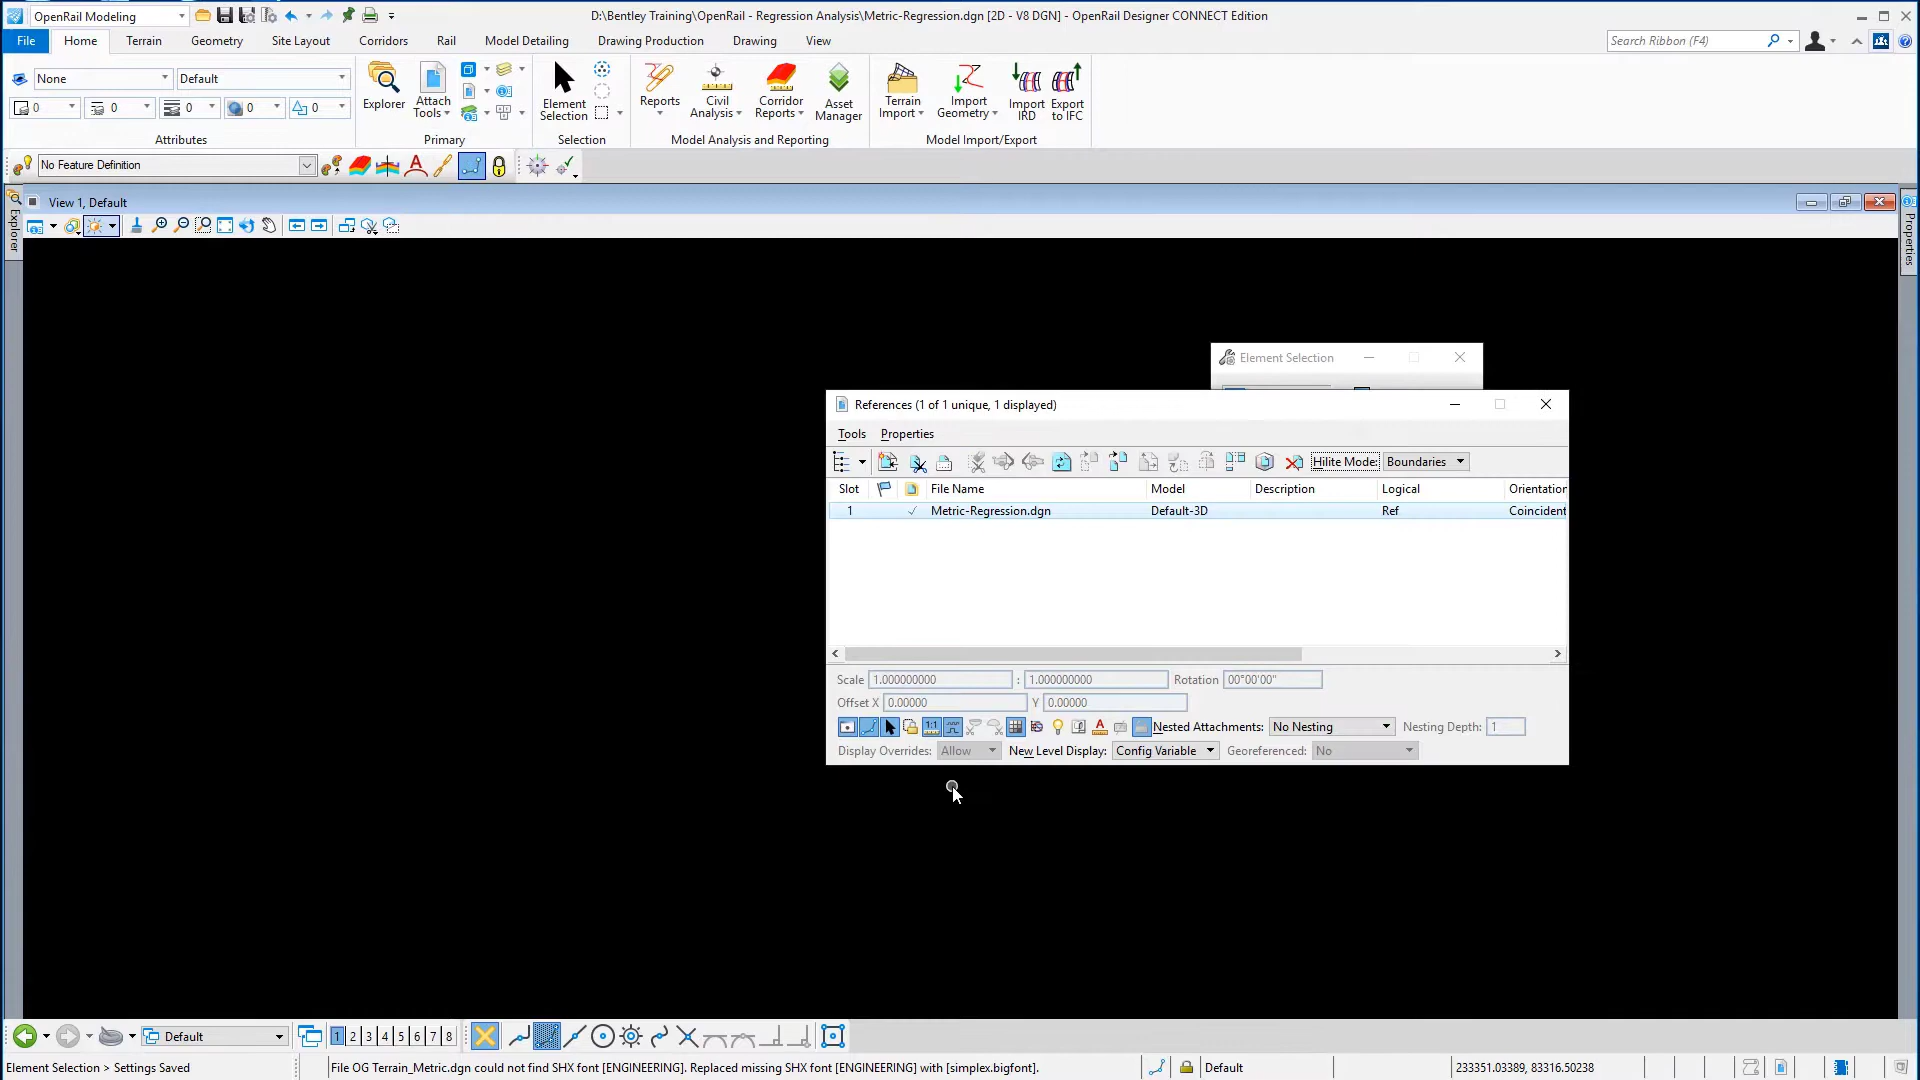 OpenRail Modeling
D:\Bentley Training\OpenRail - Regression Analysis\Metric-Regression.dgn [2D - V8 DGN] - OpenRail Designer CONNECT Edition
File Home Terrain Geometry Site Layout Corridors Rail Model Detailing Drawing Production Drawing View
Search Ribbon (F4)
None Default
0 0 0 0 0
Attributes
Explorer
Attach Tools
Primary
Element Selection
Selection
Reports
Civil Analysis
Corridor Reports
Asset Manager
Model Analysis and Reporting
Terrain Import
Import Geometry
Import IRD
Export to IFC
Model Import/Export
No Feature Definition
Explorer
View 1, Default
Properties
Element Selection
References (1 of 1 unique, 1 displayed)
Tools Properties
Hilite Mode: Boundaries
Slot File Name Model Description Logical Orientation
1 Metric-Regression.dgn Default-3D Ref Coincident
Scale 1.000000000 : 1.000000000 Rotation 00°00'00"
Offset X 0.00000 Y 0.00000
1:1
Nested Attachments: No Nesting Nesting Depth: 1
Display Overrides: Allow New Level Display: Config Variable Georeferenced: No
Default 1 2 3 4 5 6 7 8
Element Selection > Settings Saved
File OG Terrain_Metric.dgn could not find SHX font [ENGINEERING]. Replaced missing SHX font [ENGINEERING] with [simplex.bigfont].
Default
233351.03389, 83316.50238